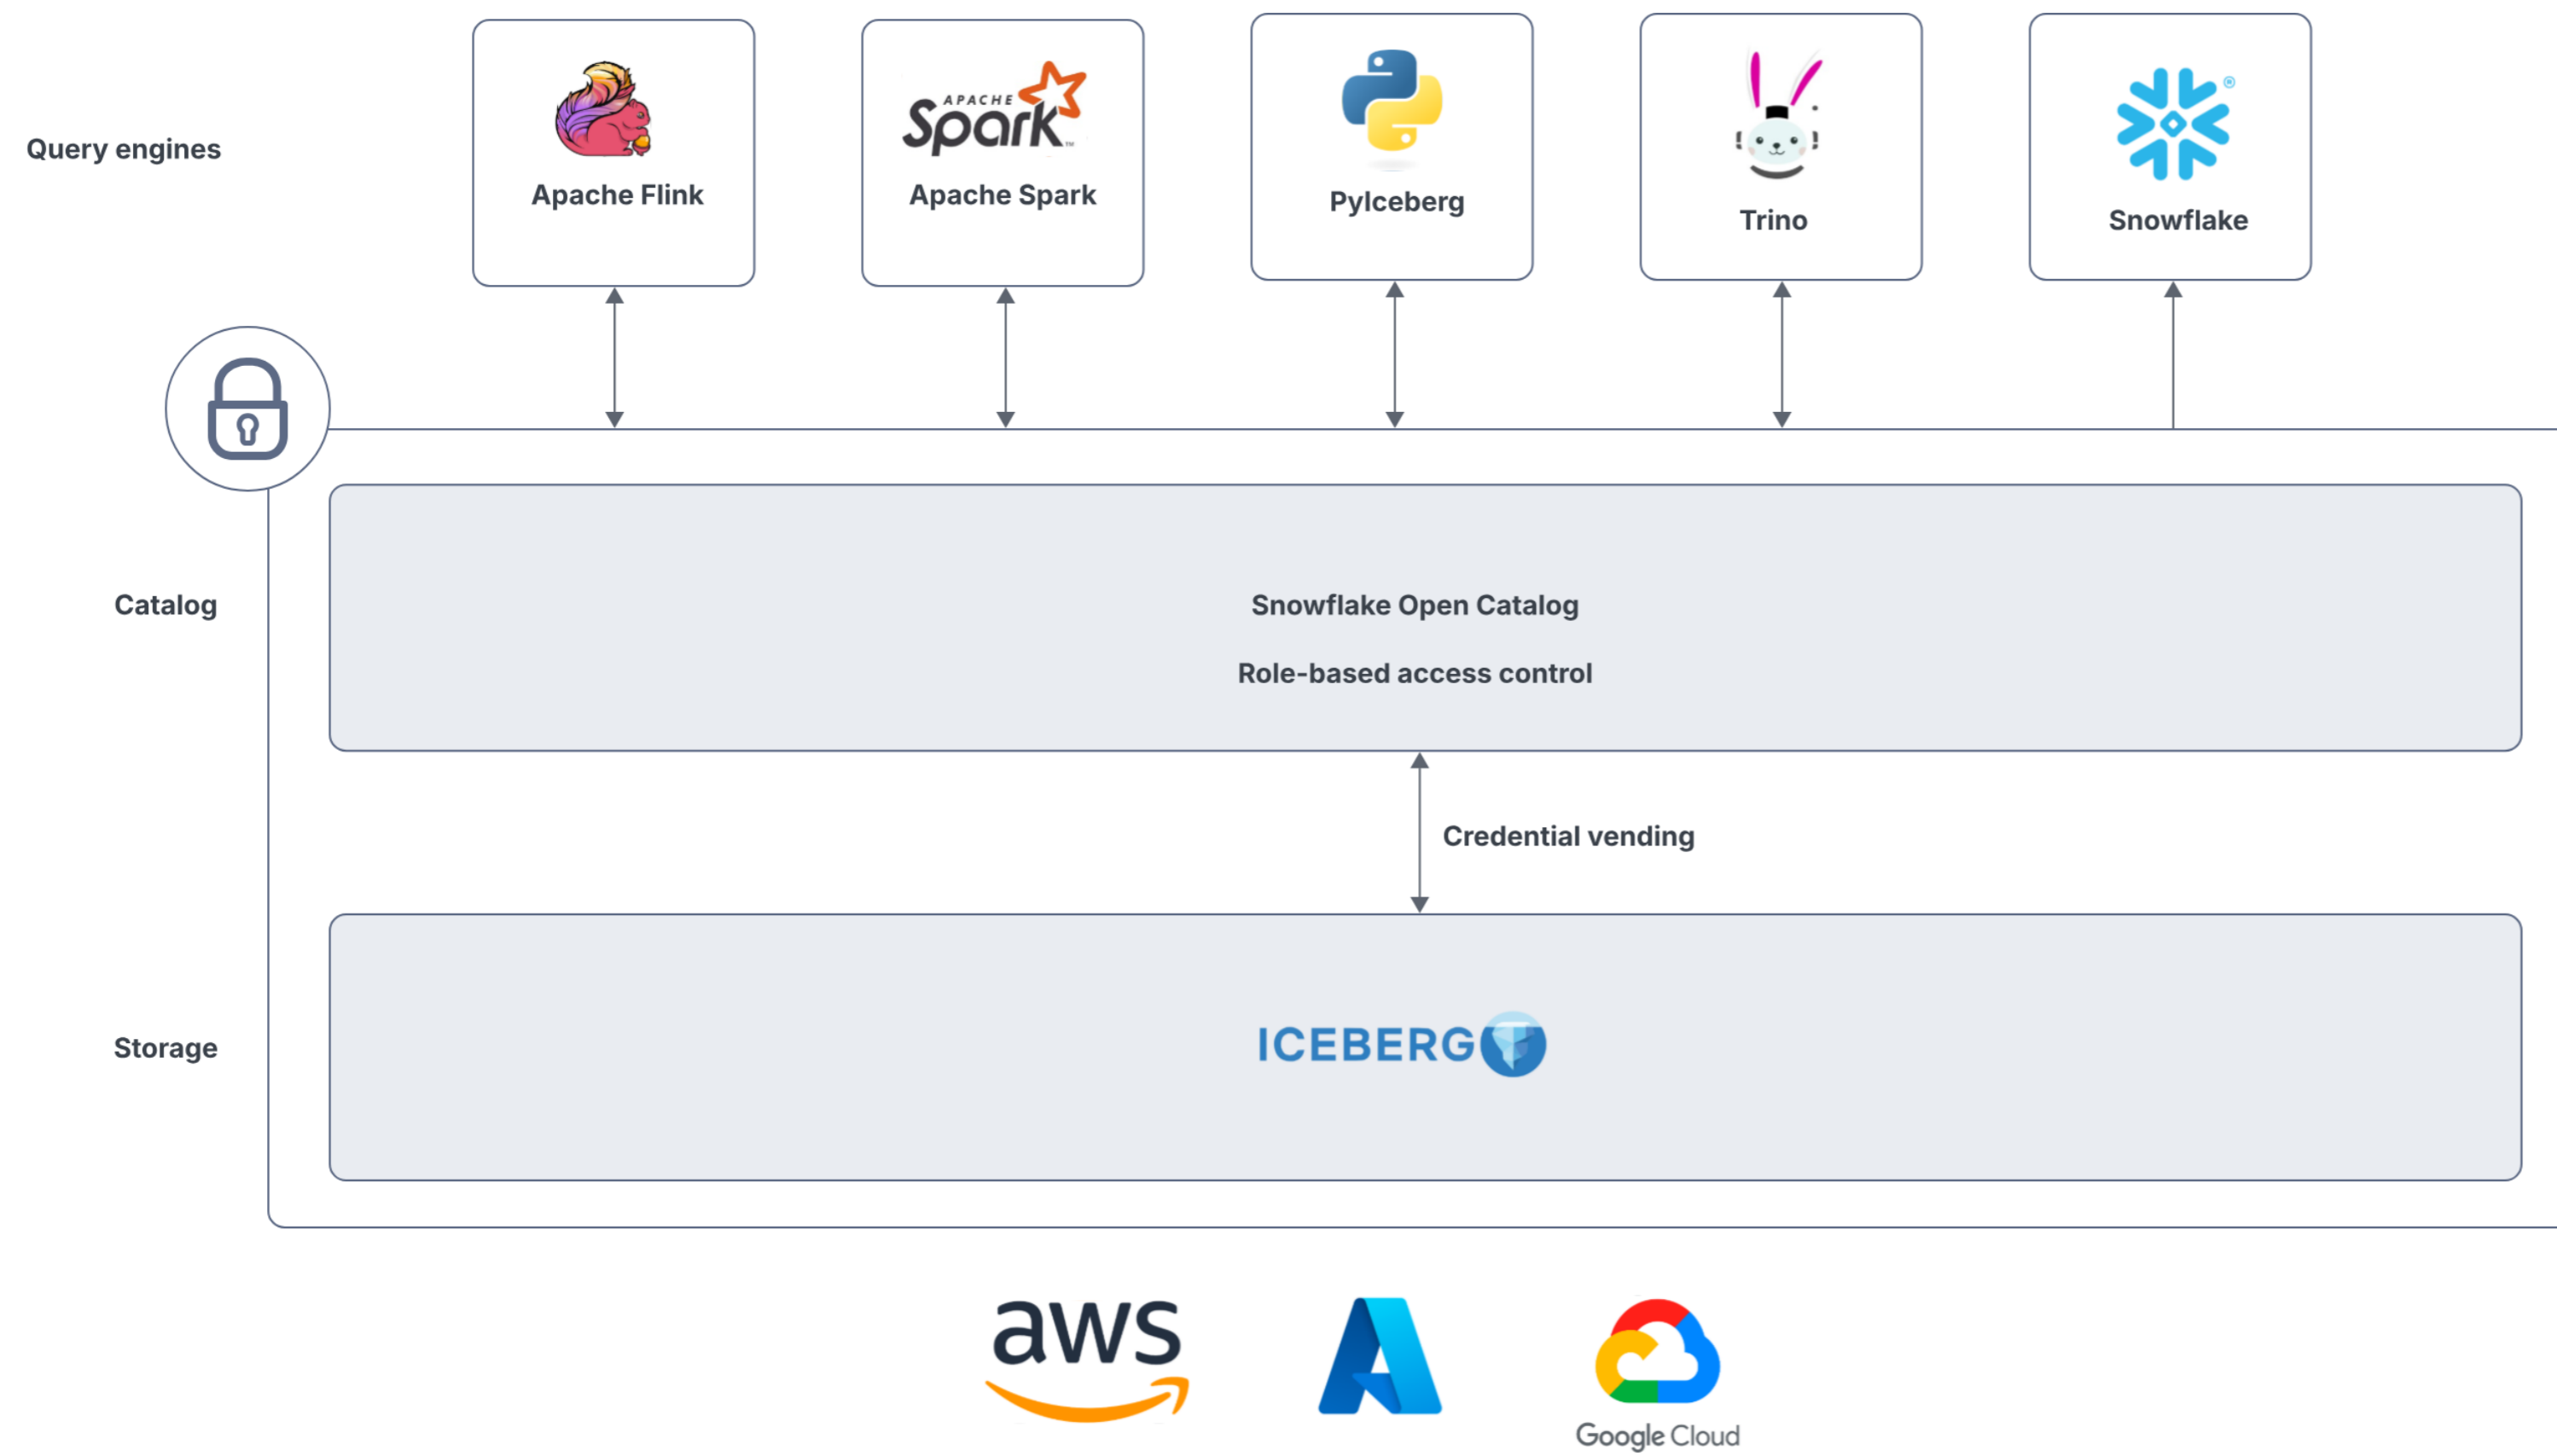 Query engines
APACHE
Spark™
Apache Flink
Apache Spark
PyIceberg
®
Trino
Snowflake
Catalog
Snowflake Open Catalog
Role-based access control
Credential vending
Storage
ICEBERG
aws
Google Cloud